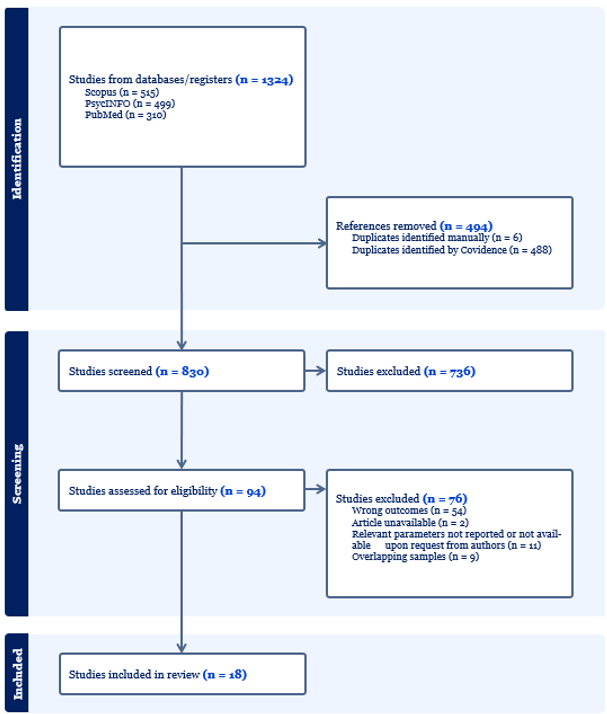 Identification
Studies from databases/registers (n = 1324)
Scopus (n = 515)
PsycINFO (n = 499)
PubMed (n = 310)
References removed (n = 494)
Duplicates identified manually (n = 6)
Duplicates identified by Covidence (n = 488)
Screening
Studies screened (n = 830)
Studies excluded (n = 736)
Studies assessed for eligibility (n = 94)
Studies excluded (n = 76)
Wrong outcomes (n = 54)
Article unavailable (n = 2)
Relevant parameters not reported or not avail-
able upon request from authors (n = 11)
Overlapping samples (n = 9)
Included
Studies included in review (n = 18)